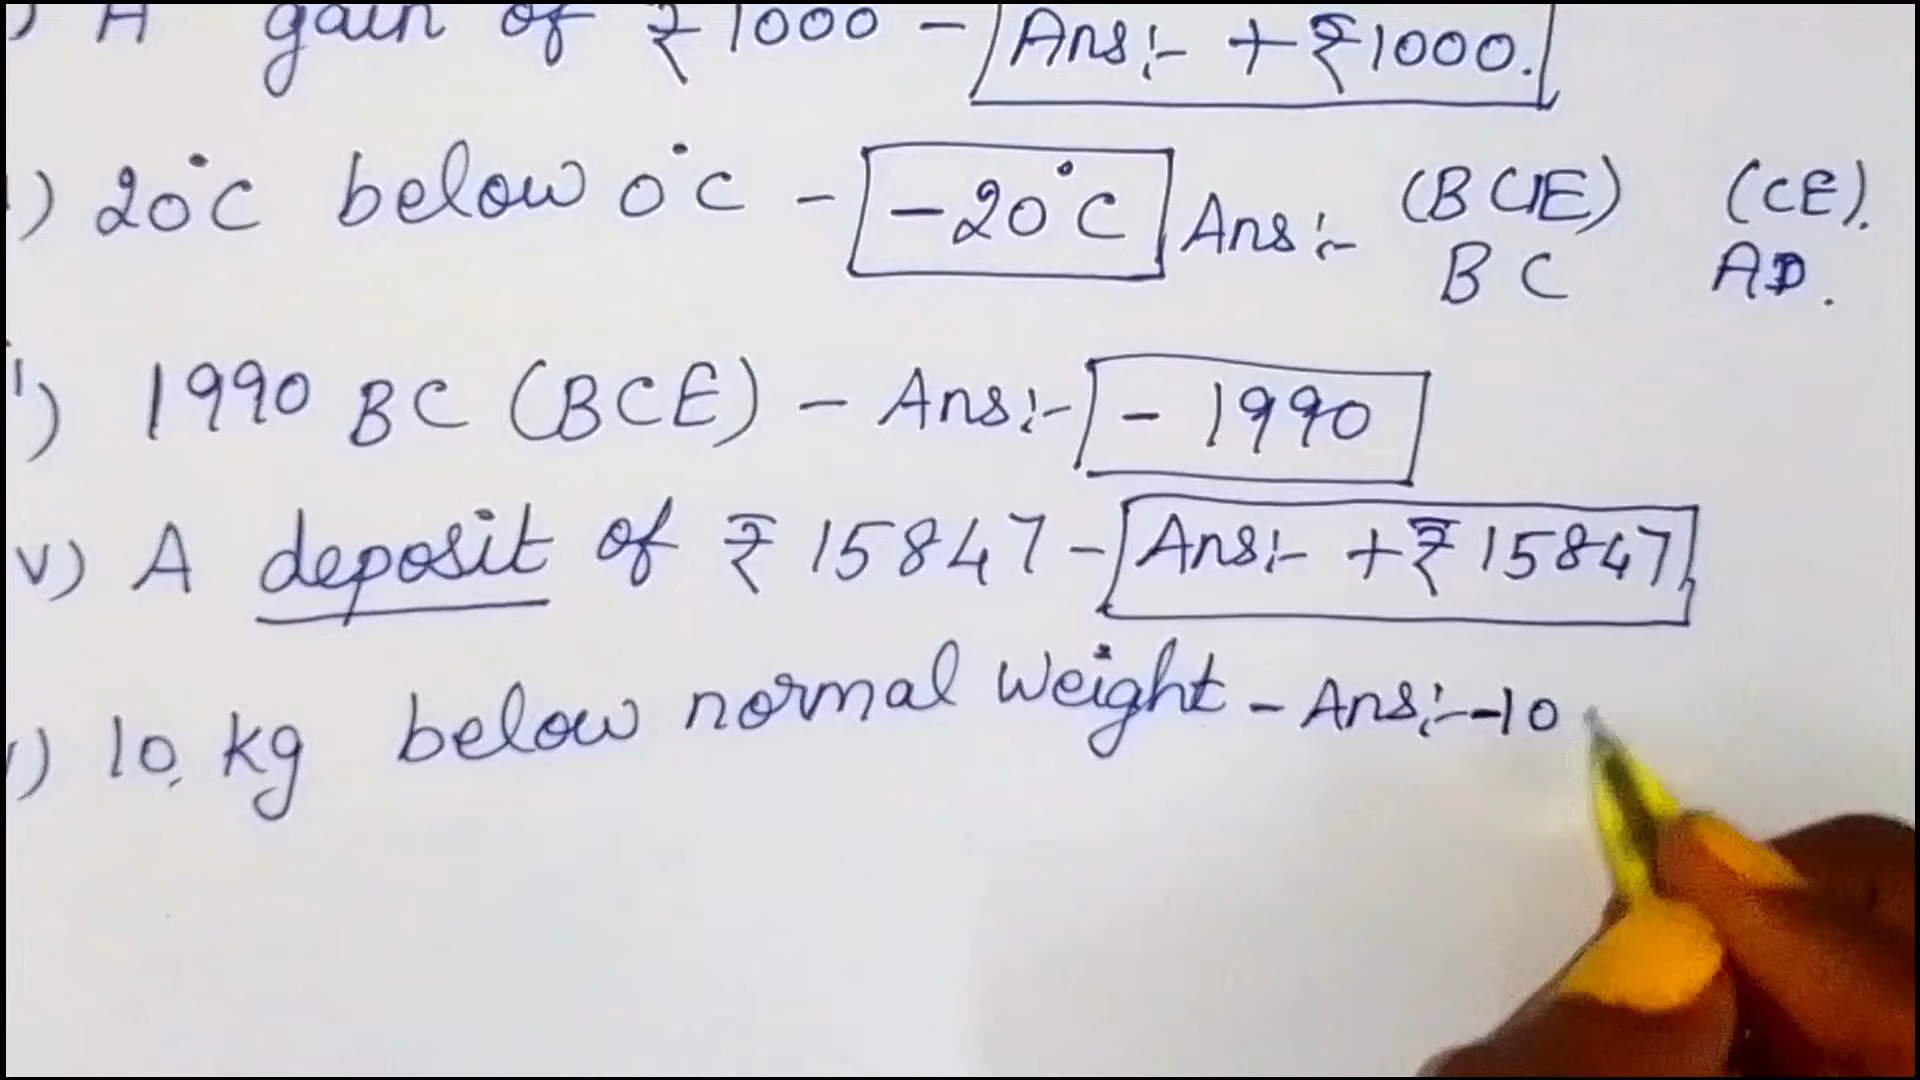 ) A gain of ₹1000 - Ans:- +₹1000.
) 20°C below 0°C - -20°C Ans:- (BCE) (CE).
BC AD.
) 1990 BC (BCE) - Ans:- - 1990
v) A deposit of ₹ 15847 - Ans:- +₹15847
) 10 kg below normal weight - Ans:- -10